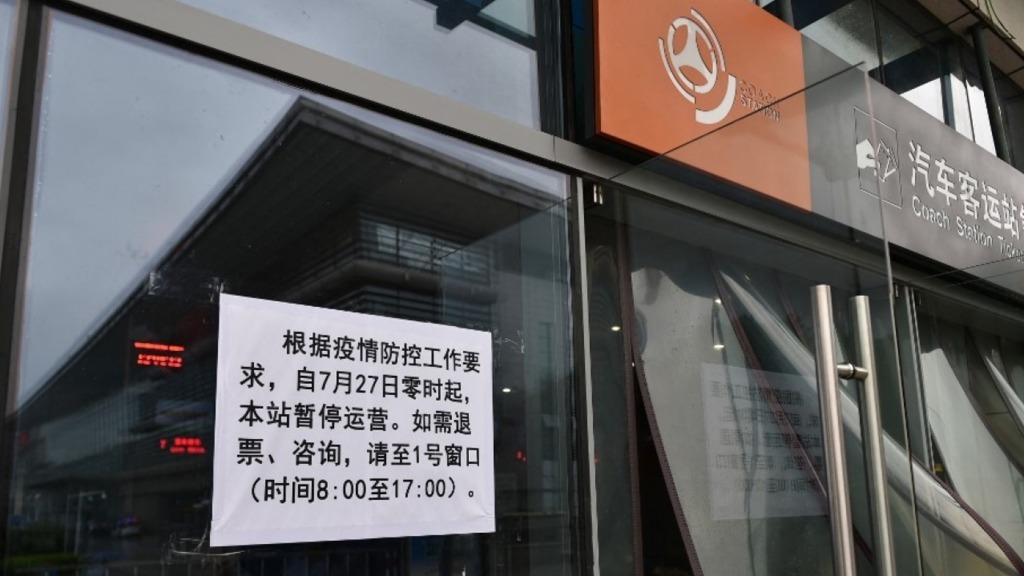 COACH
STATION
汽车客运站
Coach Station
根据疫情防控工作要
求，自7月27日零时起，
本站暂停运营。如需退
票、咨询，请至1号窗口
（时间8:00至17:00）。